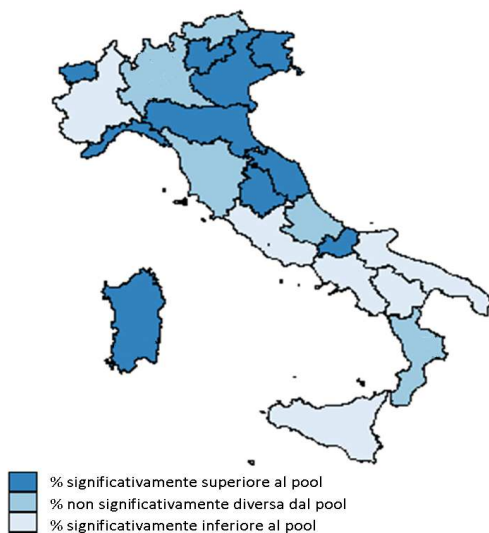 % significativamente superiore al pool
% non significativamente diversa dal pool
% significativamente inferiore al pool